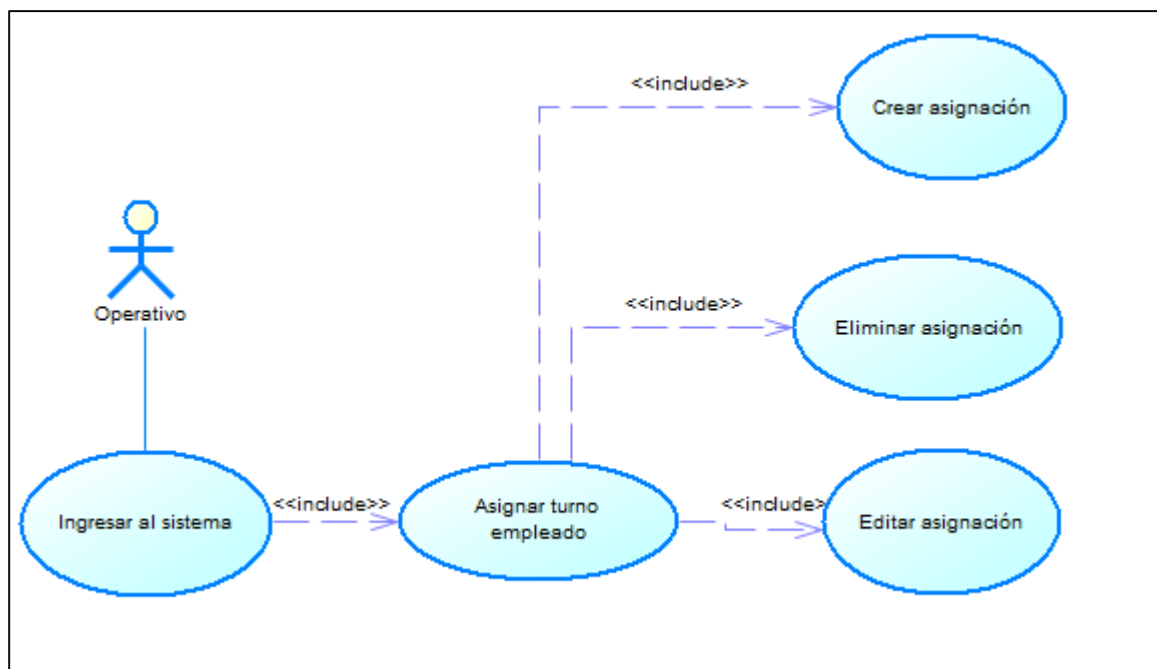 <<include>>
Crear asignación
Operativo
<<include>>
Eliminar asignación
Ingresar al sistema
<<include>>
Asignar turno
empleado
<<include>
Editar asignación